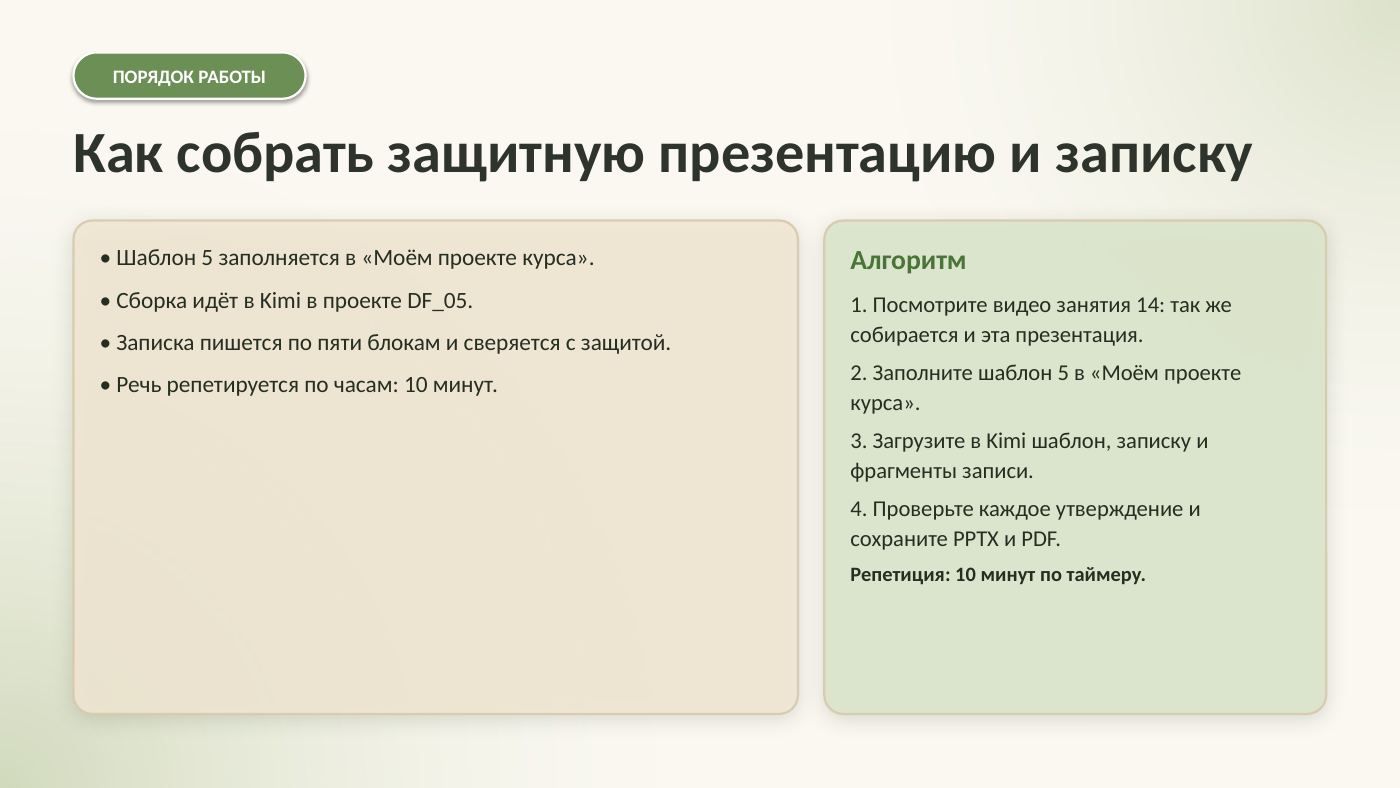 ПОРЯДОК РАБОТЫ
Как собрать защитную презентацию и записку
• Шаблон 5 заполняется в «Моём проекте курса».
• Сборка идёт в Kimi в проекте DF_05.
• Записка пишется по пяти блокам и сверяется с защитой.
• Речь репетируется по часам: 10 минут.
Алгоритм
1. Посмотрите видео занятия 14: так же
собирается и эта презентация.
2. Заполните шаблон 5 в «Моём проекте
курса».
3. Загрузите в Kimi шаблон, записку и
фрагменты записи.
4. Проверьте каждое утверждение и
сохраните PPTX и PDF.
Репетиция: 10 минут по таймеру.